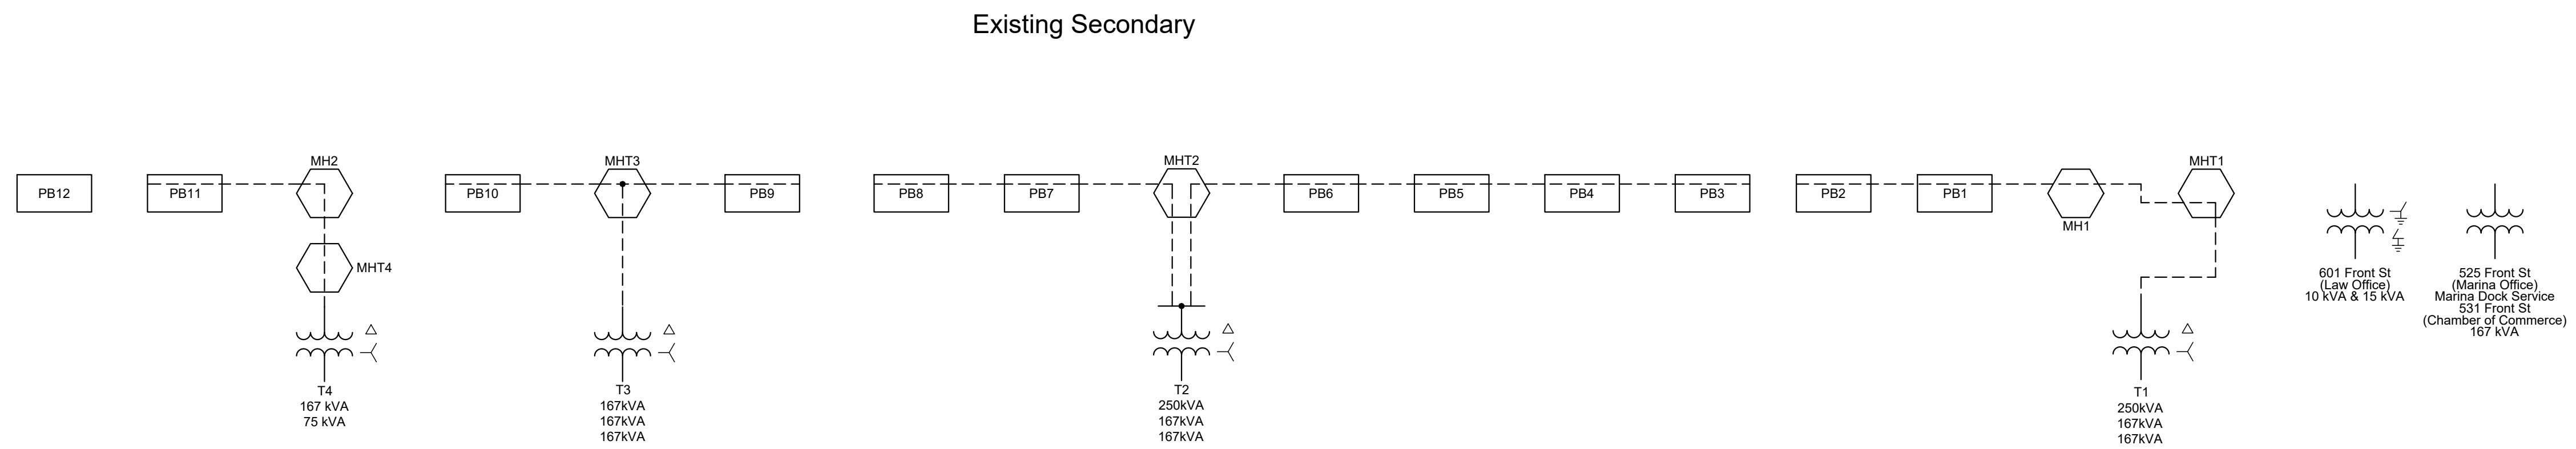 Existing Secondary
PB12
PB11
MH2
MHT4
T4
167 kVA
75 kVA
PB10
MHT3
PB9
T3
167kVA
167kVA
167kVA
PB8
PB7
MHT2
PB6
PB5
PB4
PB3
T2
250kVA
167kVA
167kVA
PB2
PB1
MH1
MHT1
T1
250kVA
167kVA
167kVA
601 Front St
(Law Office)
10 kVA & 15 kVA
525 Front St
(Marina Office)
Marina Dock Service
531 Front St
(Chamber of Commerce)
167 kVA